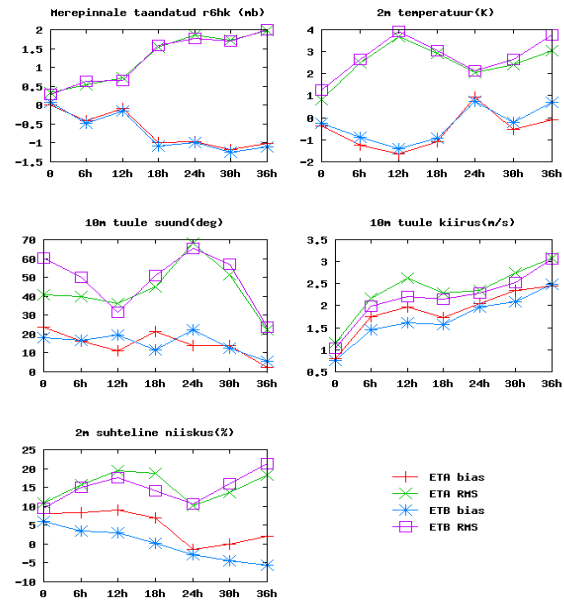 Merepinnale taandatud r6hk (mb)
2
1.5
1
0.5
0
-0.5
-1
-1.5
0 6h 12h 18h 24h 30h 36h
2m temperatuur(K)
4
3
2
1
0
-1
-2
0 6h 12h 18h 24h 30h 36h
10m tuule suund(deg)
70
60
50
40
30
20
10
0
0 6h 12h 18h 24h 30h 36h
10m tuule kiirus(m/s)
3.5
3
2.5
2
1.5
1
0.5
0 6h 12h 18h 24h 30h 36h
2m suhteline niiskus(%)
25
20
15
10
5
0
-5
-10
0 6h 12h 18h 24h 30h 36h
ETA bias
ETA RMS
ETB bias
ETB RMS